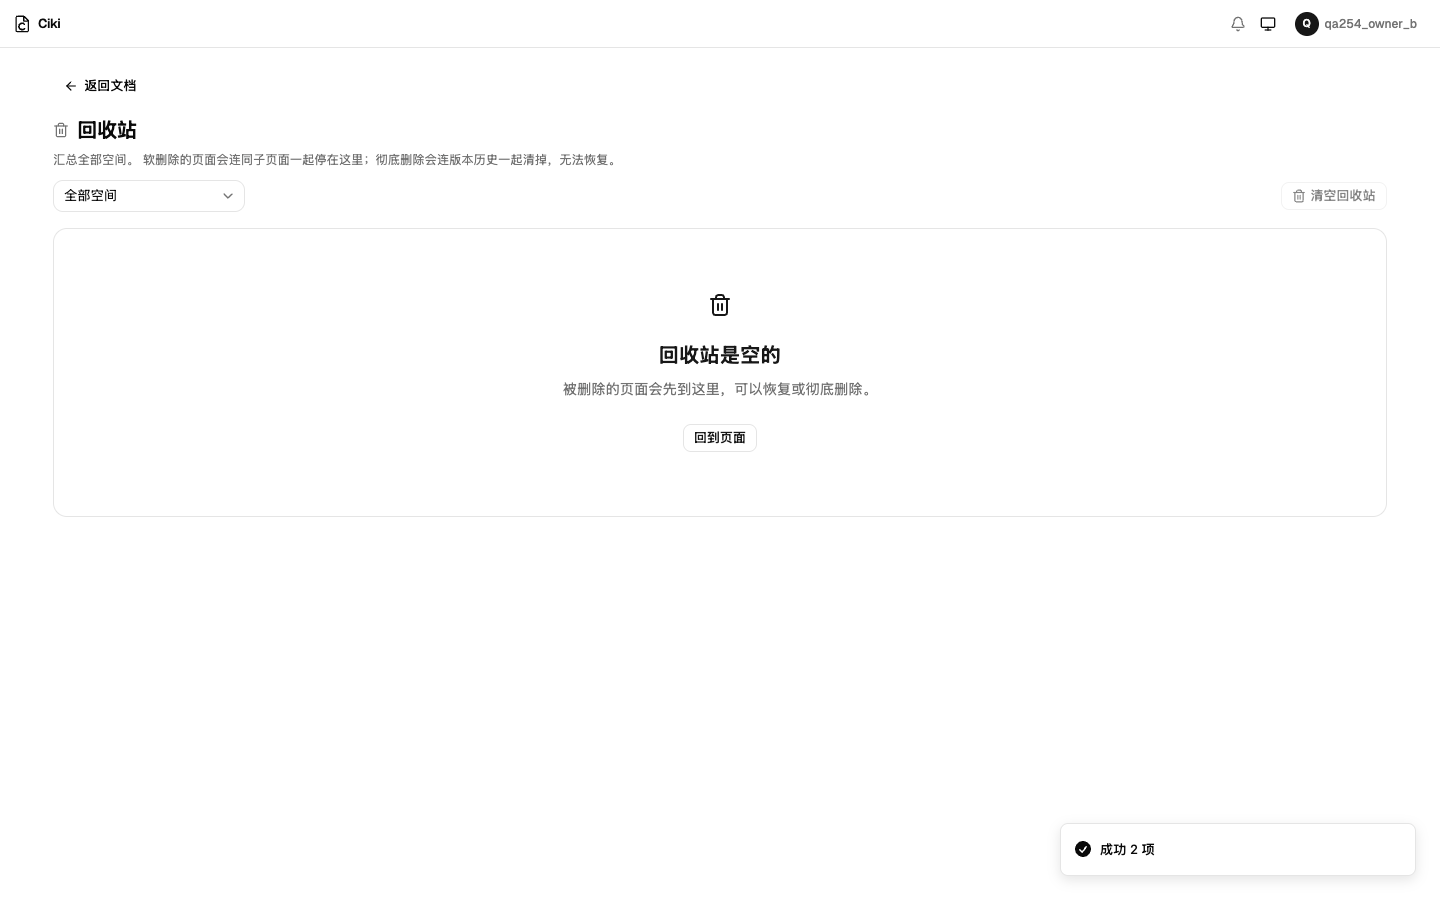 Ciki
Q qa254_owner_b
返回文档
回收站
汇总全部空间。 软删除的页面会连同子页面一起停在这里；彻底删除会连版本历史一起清掉，无法恢复。
全部空间
清空回收站
回收站是空的
被删除的页面会先到这里，可以恢复或彻底删除。
回到页面
成功 2 项